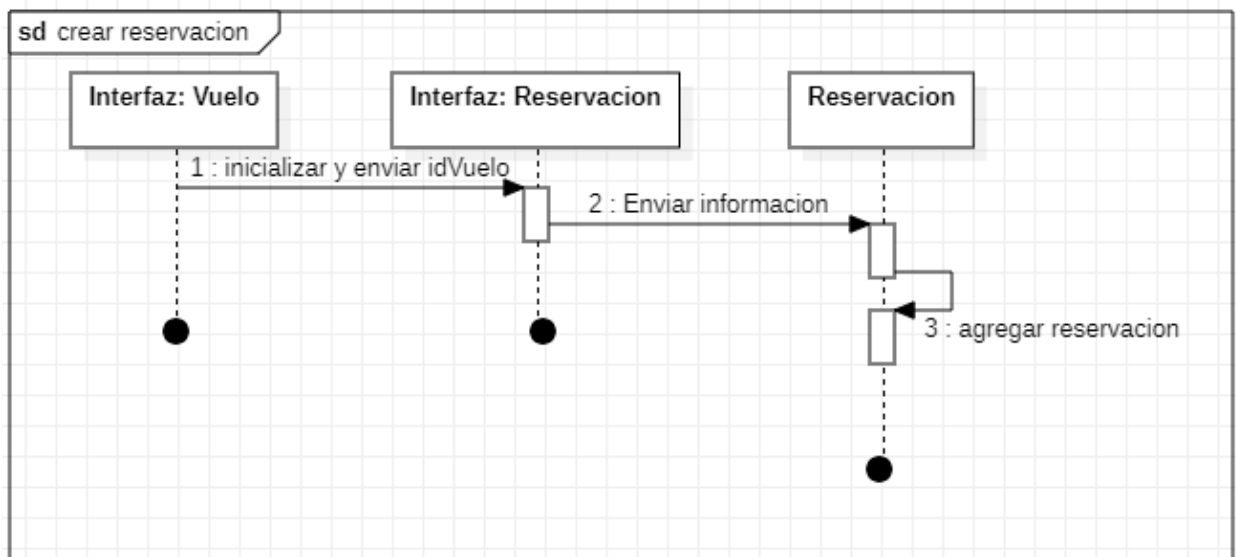 sd crear reservacion
Interfaz: Vuelo
Interfaz: Reservacion
Reservacion
1 : inicializar y enviar idVuelo
2 : Enviar informacion
3 : agregar reservacion